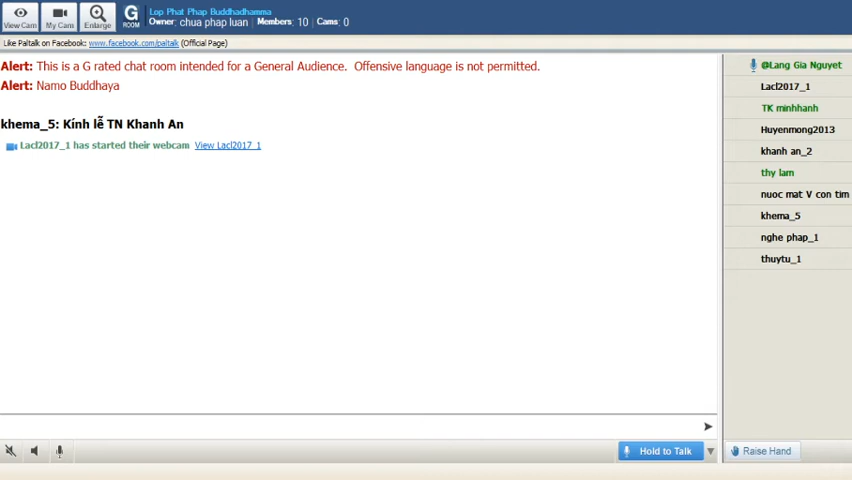 Lop Phat Phap Buddhadhamma
Owner: chua phap luan Members: 10 Cams: 0
View Cam My Cam Enlarge G ROOM
Like Paltalk on Facebook: www.facebook.com/paltalk (Official Page)
Alert: This is a G rated chat room intended for a General Audience. Offensive language is not permitted.
Alert: Namo Buddhaya
khema_5: Kính lễ TN Khanh An
Lacl2017_1 has started their webcam View Lacl2017_1
@Lang Gia Nguyet
Lacl2017_1
TK minhhanh
Huyenmong2013
khanh an_2
thy lam
nuoc mat V con tim
khema_5
nghe phap_1
thuytu_1
Hold to Talk
Raise Hand